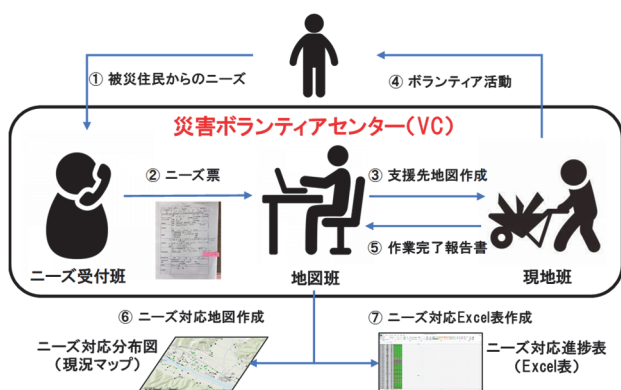 ① 被災住民からのニーズ
④ ボランティア活動
災害ボランティアセンター(VC)
② ニーズ票
③ 支援先地図作成
⑤ 作業完了報告書
ニーズ受付班
地図班
現地班
⑥ ニーズ対応地図作成
⑦ ニーズ対応Excel表作成
ニーズ対応分布図
(現況マップ)
ニーズ対応進捗表
(Excel表)